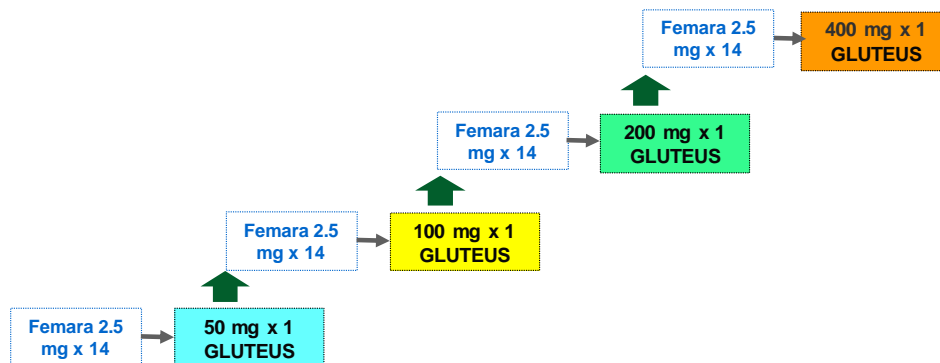 Femara 2.5
mg x 14
400 mg x 1
GLUTEUS
Femara 2.5
mg x 14
200 mg x 1
GLUTEUS
Femara 2.5
mg x 14
100 mg x 1
GLUTEUS
Femara 2.5
mg x 14
50 mg x 1
GLUTEUS